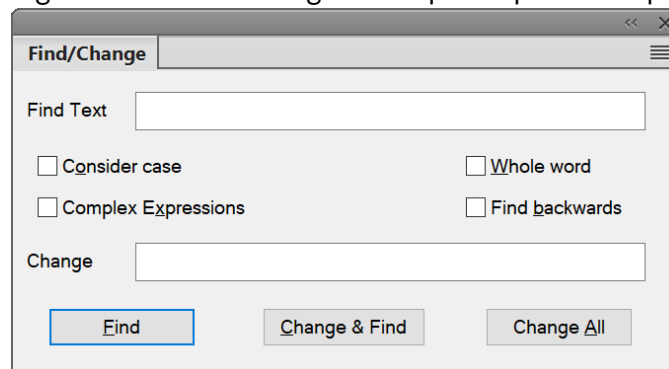 Find/Change
Find Text
Consider case Whole word
Complex Expressions Find backwards
Change
Find Change & Find Change All